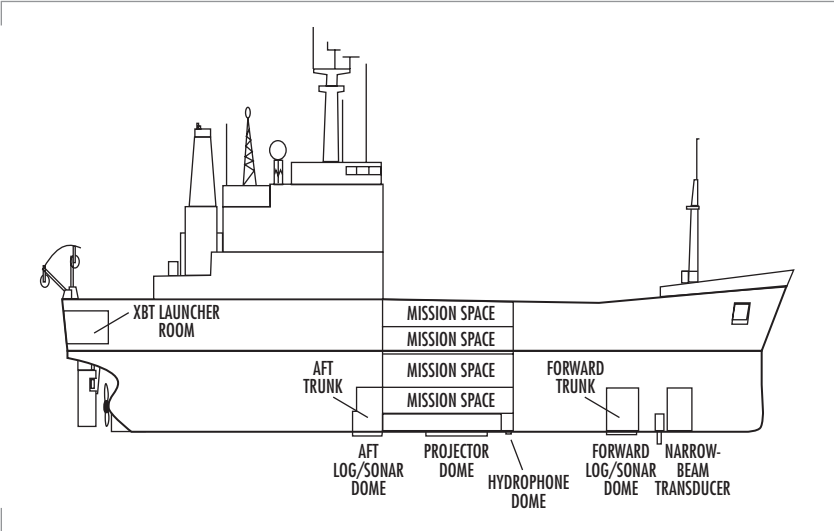 MISSION SPACE
XBT LAUNCHER
ROOM
MISSION SPACE
AFT
TRUNK
MISSION SPACE
FORWARD
TRUNK
MISSION SPACE
AFT
LOG/SONAR
DOME
PROJECTOR
DOME
HYDROPHONE
DOME
FORWARD
LOG/SONAR
DOME
NARROW-
BEAM
TRANSDUCER